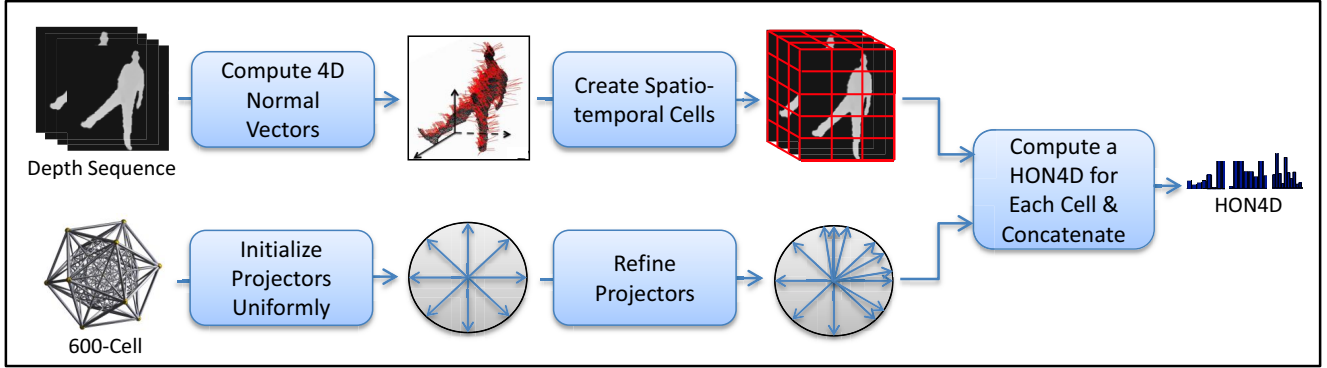 Compute 4D
Normal
Vectors
Create Spatio-
temporal Cells
Depth Sequence
Compute a
HON4D for
Each Cell &
Concatenate
HON4D
Initialize
Projectors
Uniformly
Refine
Projectors
600-Cell